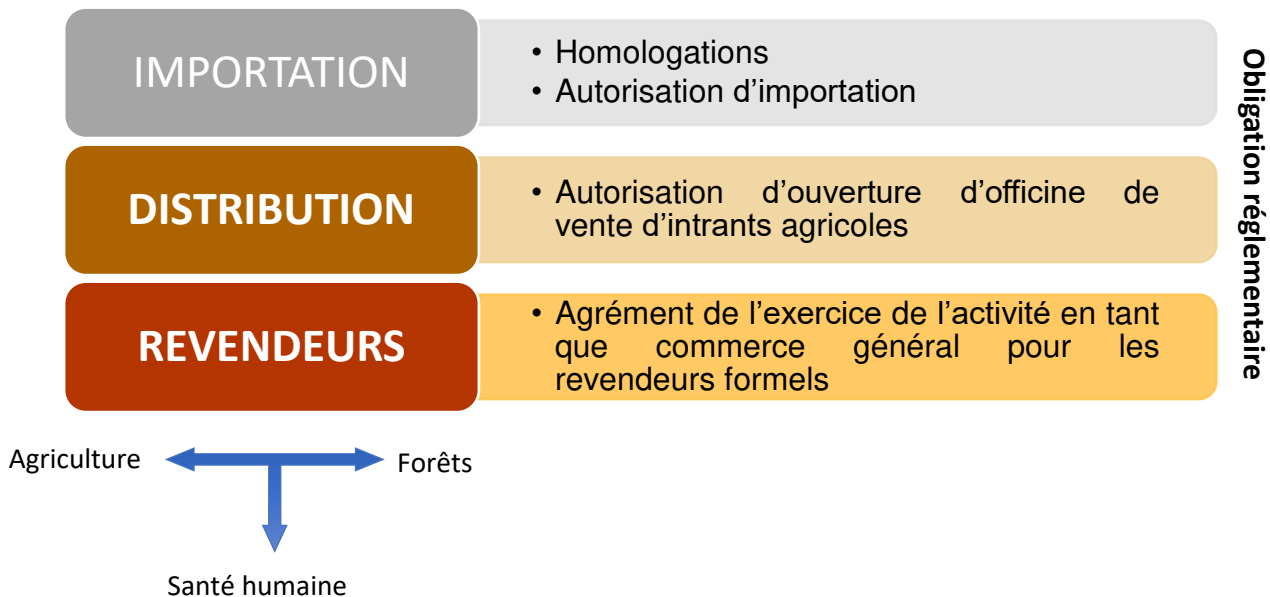 IMPORTATION
• Homologations
• Autorisation d’importation
DISTRIBUTION
• Autorisation d’ouverture d’officine de
vente d’intrants agricoles
REVENDEURS
• Agrément de l’exercice de l’activité en tant
que commerce général pour les
revendeurs formels
Obligation réglementaire
Agriculture
Forêts
Santé humaine